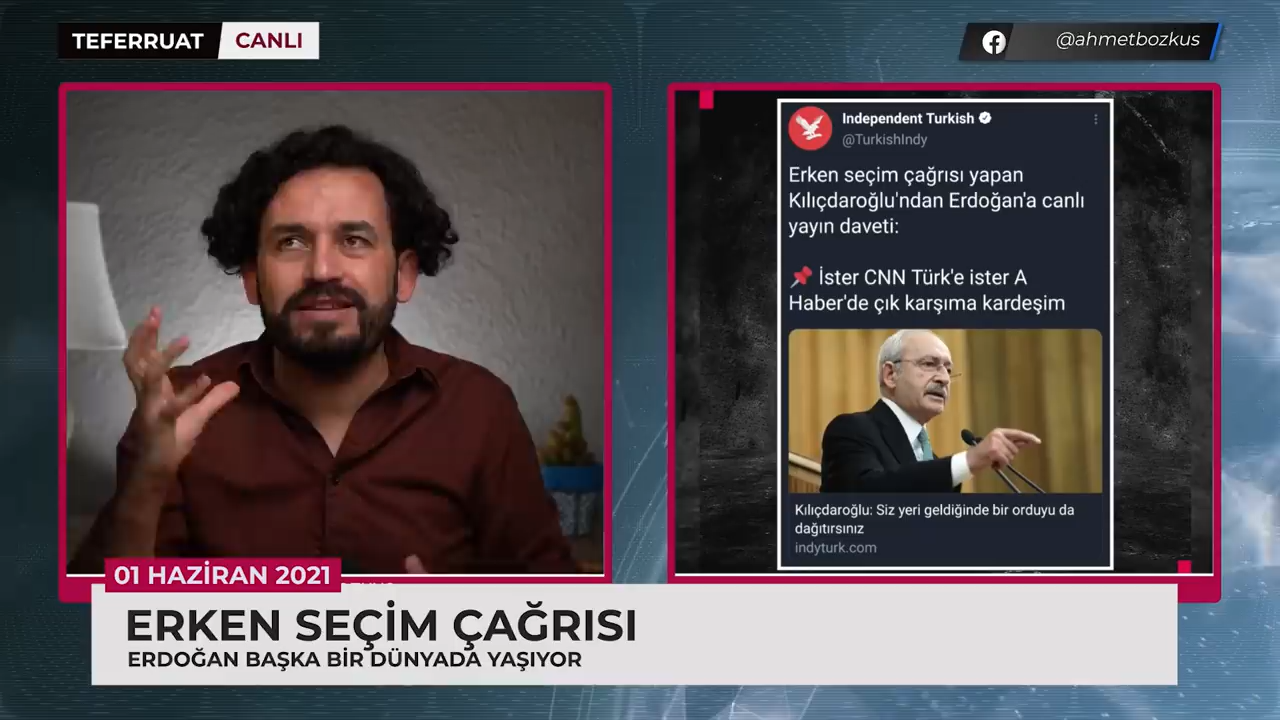 TEFERRUAT CANLI
@ahmetbozkus
Independent Turkish
@TurkishIndy
Erken seçim çağrısı yapan
Kılıçdaroğlu'ndan Erdoğan'a canlı
yayın daveti:
📌 İster CNN Türk'e ister A
Haber'de çık karşıma kardeşim
Kılıçdaroğlu: Siz yeri geldiğinde bir orduyu da
dağıtırsınız
indyturk.com
01 HAZİRAN 2021
ERKEN SEÇİM ÇAĞRISI
ERDOĞAN BAŞKA BİR DÜNYADA YAŞIYOR